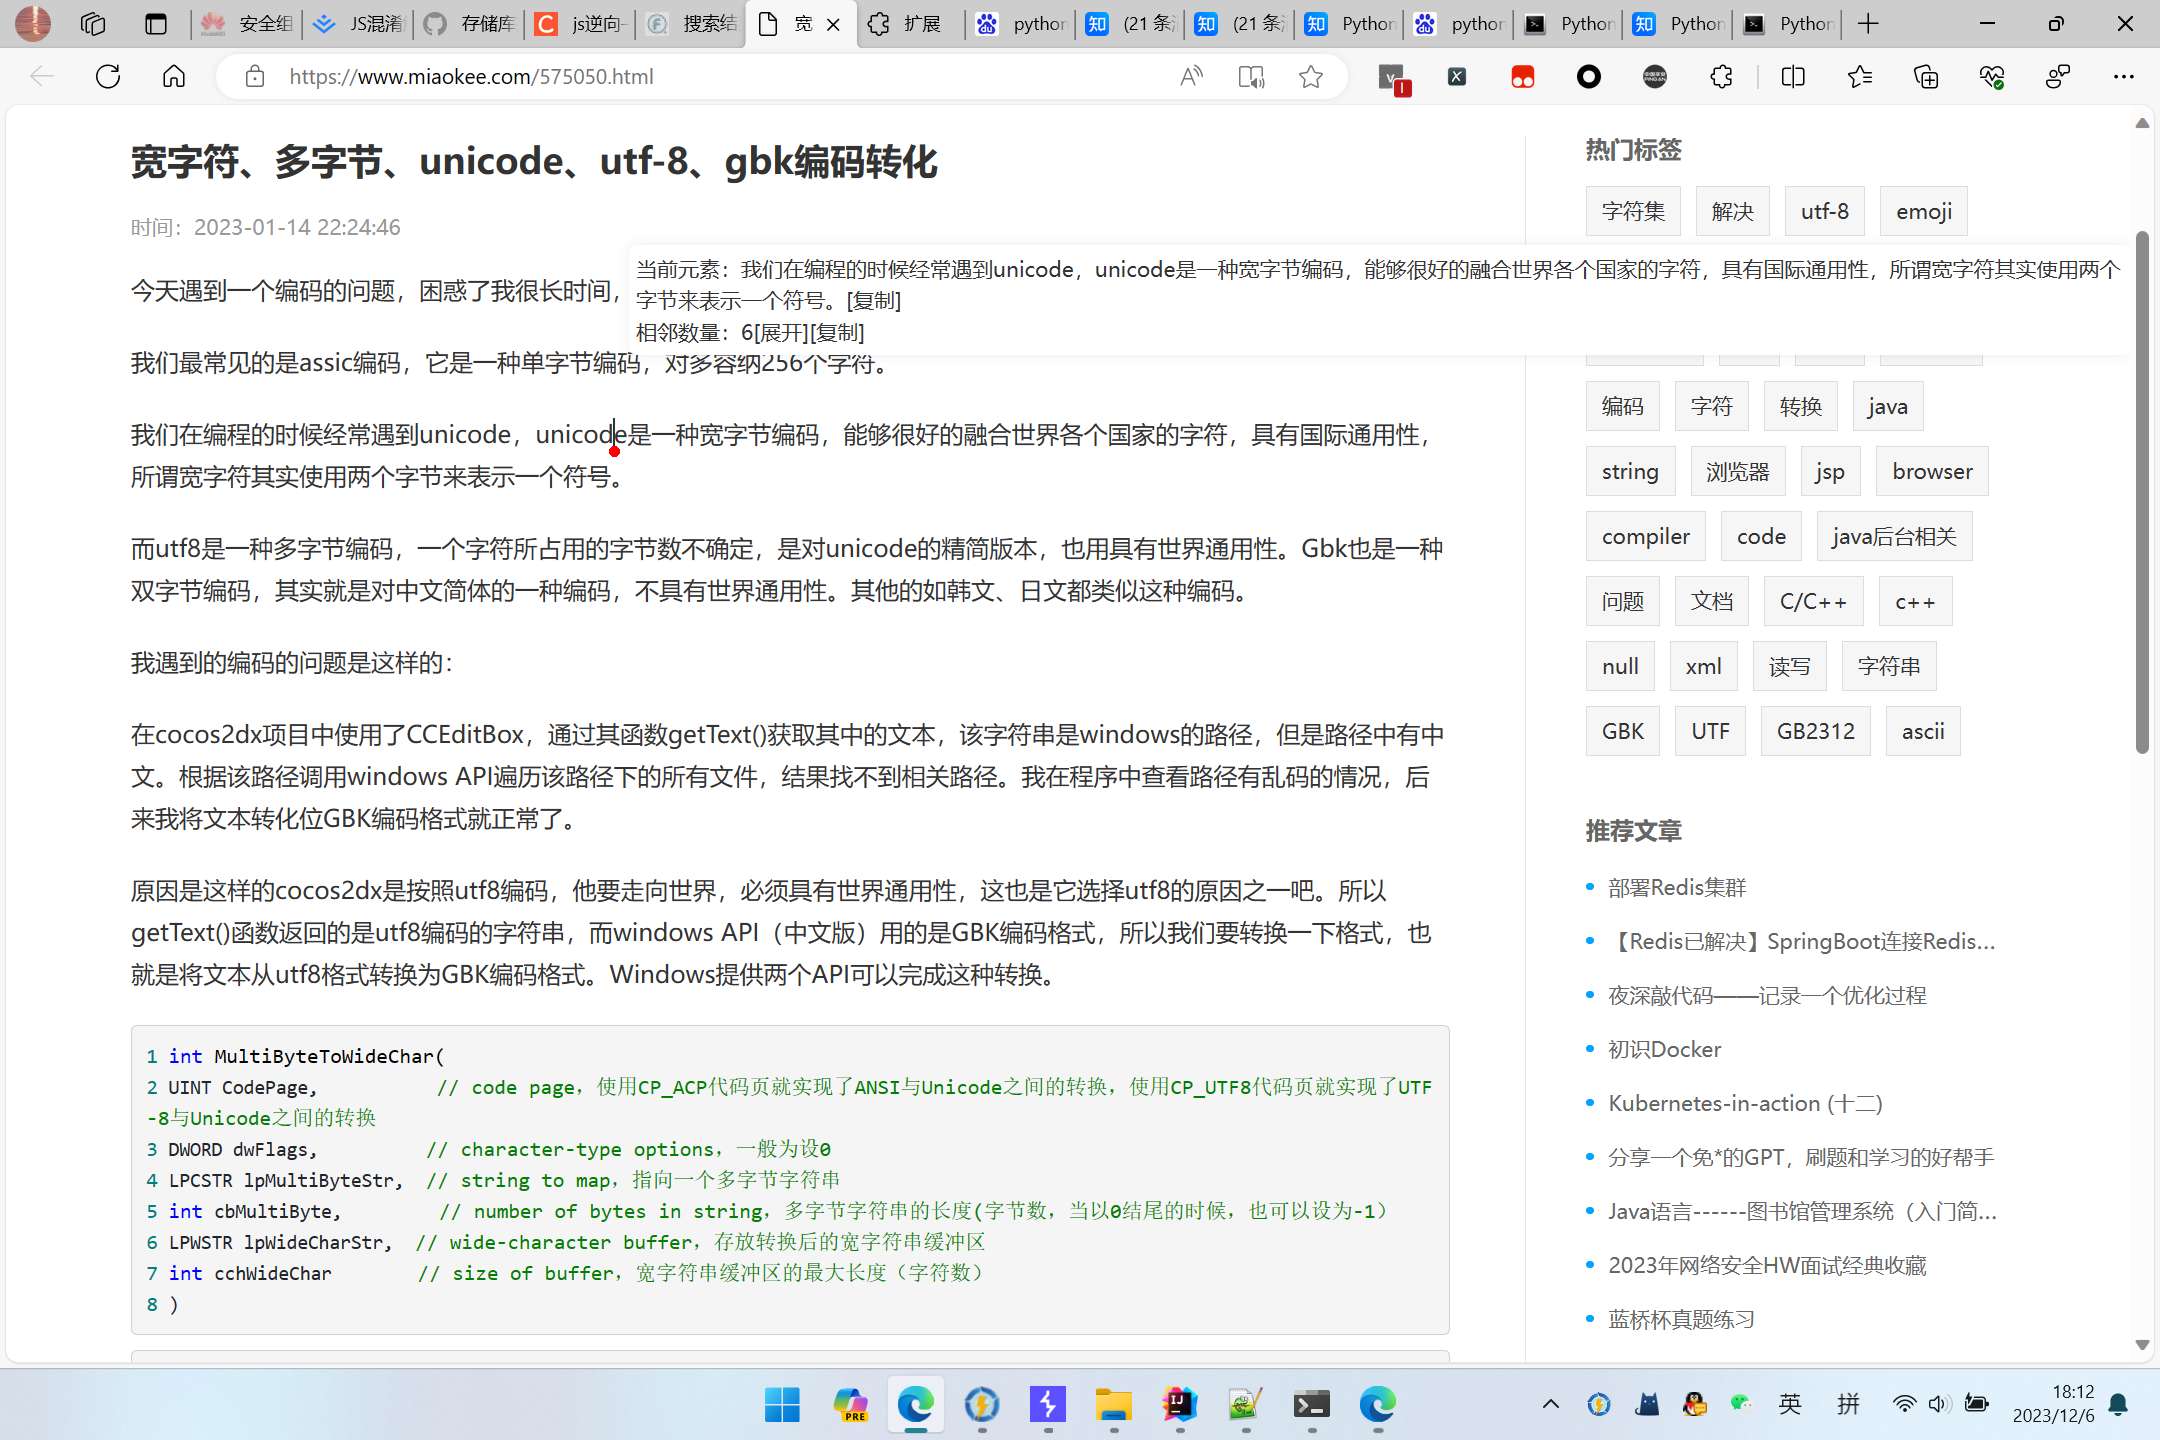 安全组
JS混淆
存储库
js逆向-
搜索结
宽
扩展
python
(21 条
(21 条
Python
python
Python
Python
Python
https://www.miaokee.com/575050.html
宽字符、多字节、unicode、utf-8、gbk编码转化
时间：2023-01-14 22:24:46
今天遇到一个编码的问题，困惑了我很长时间，
当前元素：我们在编程的时候经常遇到unicode，unicode是一种宽字节编码，能够很好的融合世界各个国家的字符，具有国际通用性，所谓宽字符其实使用两个
字节来表示一个符号。[复制]
相邻数量：6[展开][复制]
我们最常见的是assic编码，它是一种单字节编码，对多容纳256个字符。
我们在编程的时候经常遇到unicode，unicode是一种宽字节编码，能够很好的融合世界各个国家的字符，具有国际通用性，
所谓宽字符其实使用两个字节来表示一个符号。
而utf8是一种多字节编码，一个字符所占用的字节数不确定，是对unicode的精简版本，也用具有世界通用性。Gbk也是一种
双字节编码，其实就是对中文简体的一种编码，不具有世界通用性。其他的如韩文、日文都类似这种编码。
我遇到的编码的问题是这样的：
在cocos2dx项目中使用了CCEditBox，通过其函数getText()获取其中的文本，该字符串是windows的路径，但是路径中有中
文。根据该路径调用windows API遍历该路径下的所有文件，结果找不到相关路径。我在程序中查看路径有乱码的情况，后
来我将文本转化位GBK编码格式就正常了。
原因是这样的cocos2dx是按照utf8编码，他要走向世界，必须具有世界通用性，这也是它选择utf8的原因之一吧。所以
getText()函数返回的是utf8编码的字符串，而windows API（中文版）用的是GBK编码格式，所以我们要转换一下格式，也
就是将文本从utf8格式转换为GBK编码格式。Windows提供两个API可以完成这种转换。
1 int MultiByteToWideChar(
2 UINT CodePage, // code page，使用CP_ACP代码页就实现了ANSI与Unicode之间的转换，使用CP_UTF8代码页就实现了UTF
-8与Unicode之间的转换
3 DWORD dwFlags, // character-type options，一般为设0
4 LPCSTR lpMultiByteStr, // string to map，指向一个多字节字符串
5 int cbMultiByte, // number of bytes in string，多字节字符串的长度(字节数，当以0结尾的时候，也可以设为-1）
6 LPWSTR lpWideCharStr, // wide-character buffer，存放转换后的宽字符串缓冲区
7 int cchWideChar // size of buffer，宽字符串缓冲区的最大长度（字符数）
8 )
热门标签
字符集 解决 utf-8 emoji
编码 字符 转换 java
string 浏览器 jsp browser
compiler code java后台相关
问题 文档 C/C++ c++
null xml 读写 字符串
GBK UTF GB2312 ascii
推荐文章
部署Redis集群
【Redis已解决】SpringBoot连接Redis...
夜深敲代码——记录一个优化过程
初识Docker
Kubernetes-in-action (十二)
分享一个免*的GPT，刷题和学习的好帮手
Java语言------图书馆管理系统（入门简...
2023年网络安全HW面试经典收藏
蓝桥杯真题练习
PRE
英
拼
18:12
2023/12/6